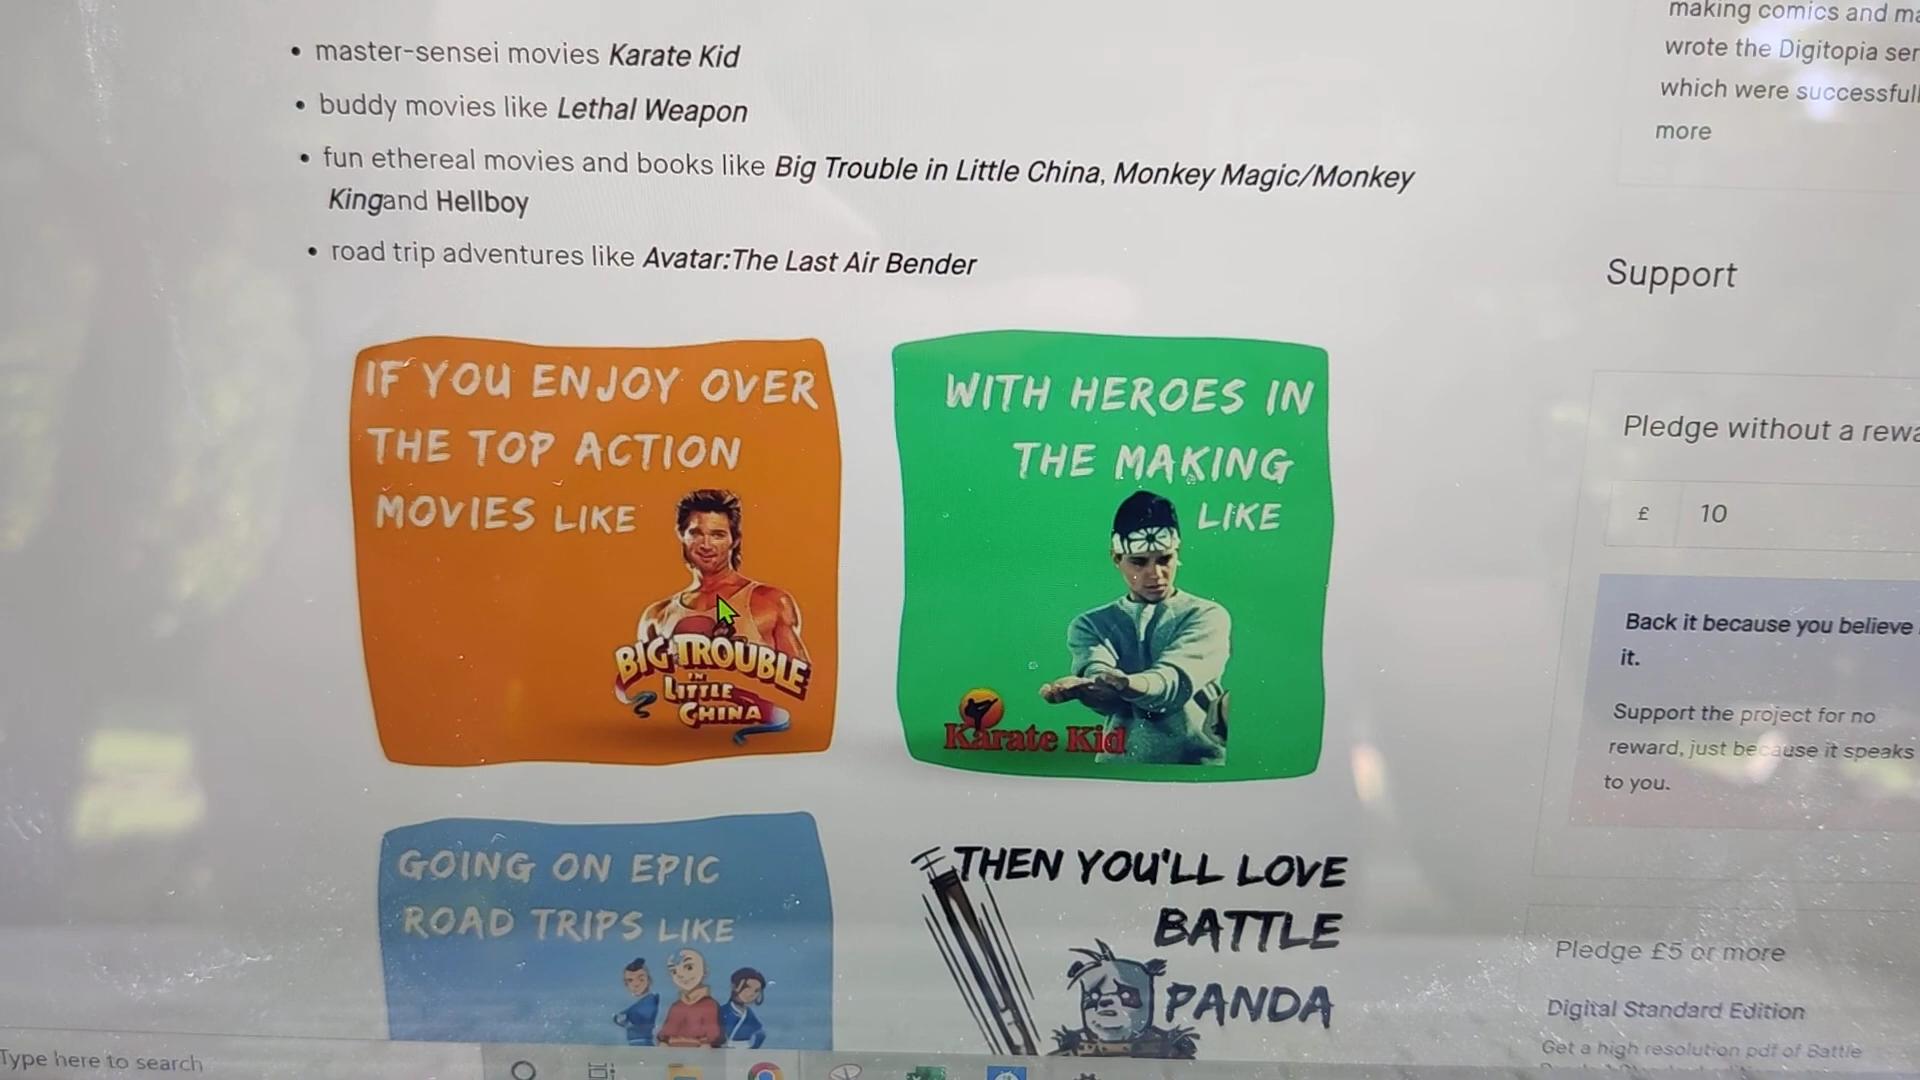 • master-sensei movies Karate Kid
• buddy movies like Lethal Weapon
• fun ethereal movies and books like Big Trouble in Little China, Monkey Magic/Monkey
Kingand Hellboy
• road trip adventures like Avatar:The Last Air Bender
IF YOU ENJOY OVER
THE TOP ACTION
MOVIES LIKE
BIG TROUBLE
IN
LITTLE
CHINA
WITH HEROES IN
THE MAKING
LIKE
Karate Kid
GOING ON EPIC
ROAD TRIPS LIKE
THEN YOU'LL LOVE
BATTLE
PANDA
making comics and
wrote the Digitopia
which were
more
Support
Pledge without a
£ 10
Back it because you believe
it.
Support the project for no
reward, just because it speaks
to you.
Pledge £5 or more
Digital Standard Edition
Get a high resolution pdf of Battle
Type here to search